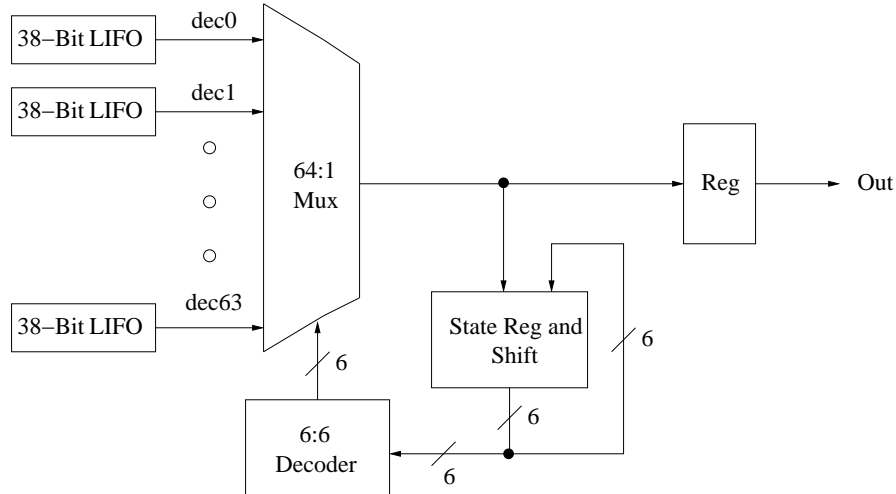 dec0
38−Bit LIFO
dec1
38−Bit LIFO
64:1
Mux
Reg
Out
dec63
38−Bit LIFO
State Reg and
Shift
6
6
6
6
6:6
Decoder